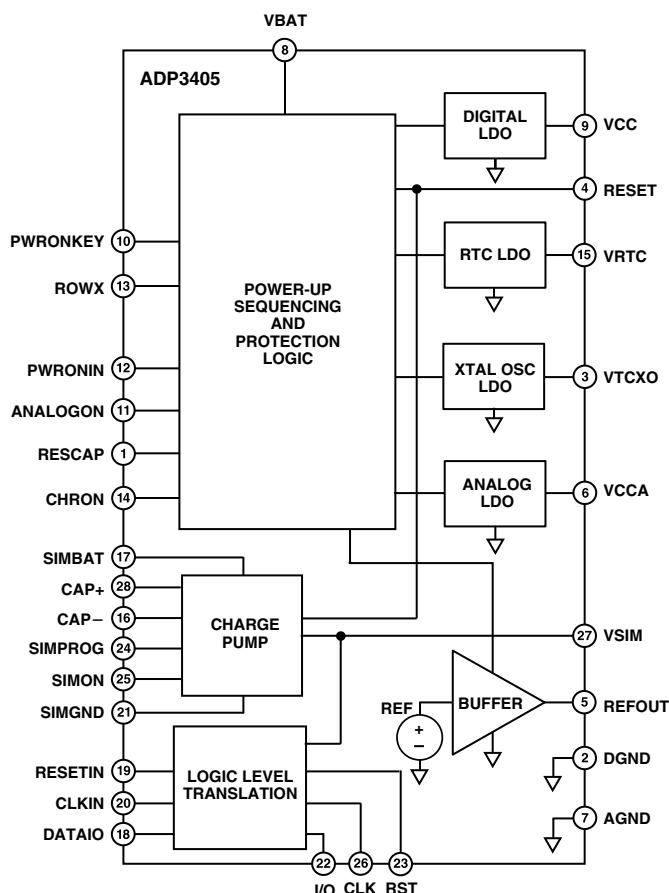 VBAT
8
ADP3405
DIGITAL
LDO
9
VCC
4
RESET
PWRONKEY
10
ROWX
13
POWER-UP
SEQUENCING
AND
PROTECTION
LOGIC
RTC LDO
15
VRTC
PWRONIN
12
XTAL OSC
LDO
3
VTCXO
ANALOGON
11
RESCAP
1
CHRON
14
ANALOG
LDO
6
VCCA
SIMBAT
17
CAP+
28
CAP−
16
SIMPROG
24
SIMON
25
SIMGND
21
CHARGE
PUMP
27
VSIM
REF
+
−
BUFFER
5
REFOUT
RESETIN
19
CLKIN
20
DATAIO
18
LOGIC LEVEL
TRANSLATION
2
DGND
7
AGND
22
26
23
I/O
CLK
RST